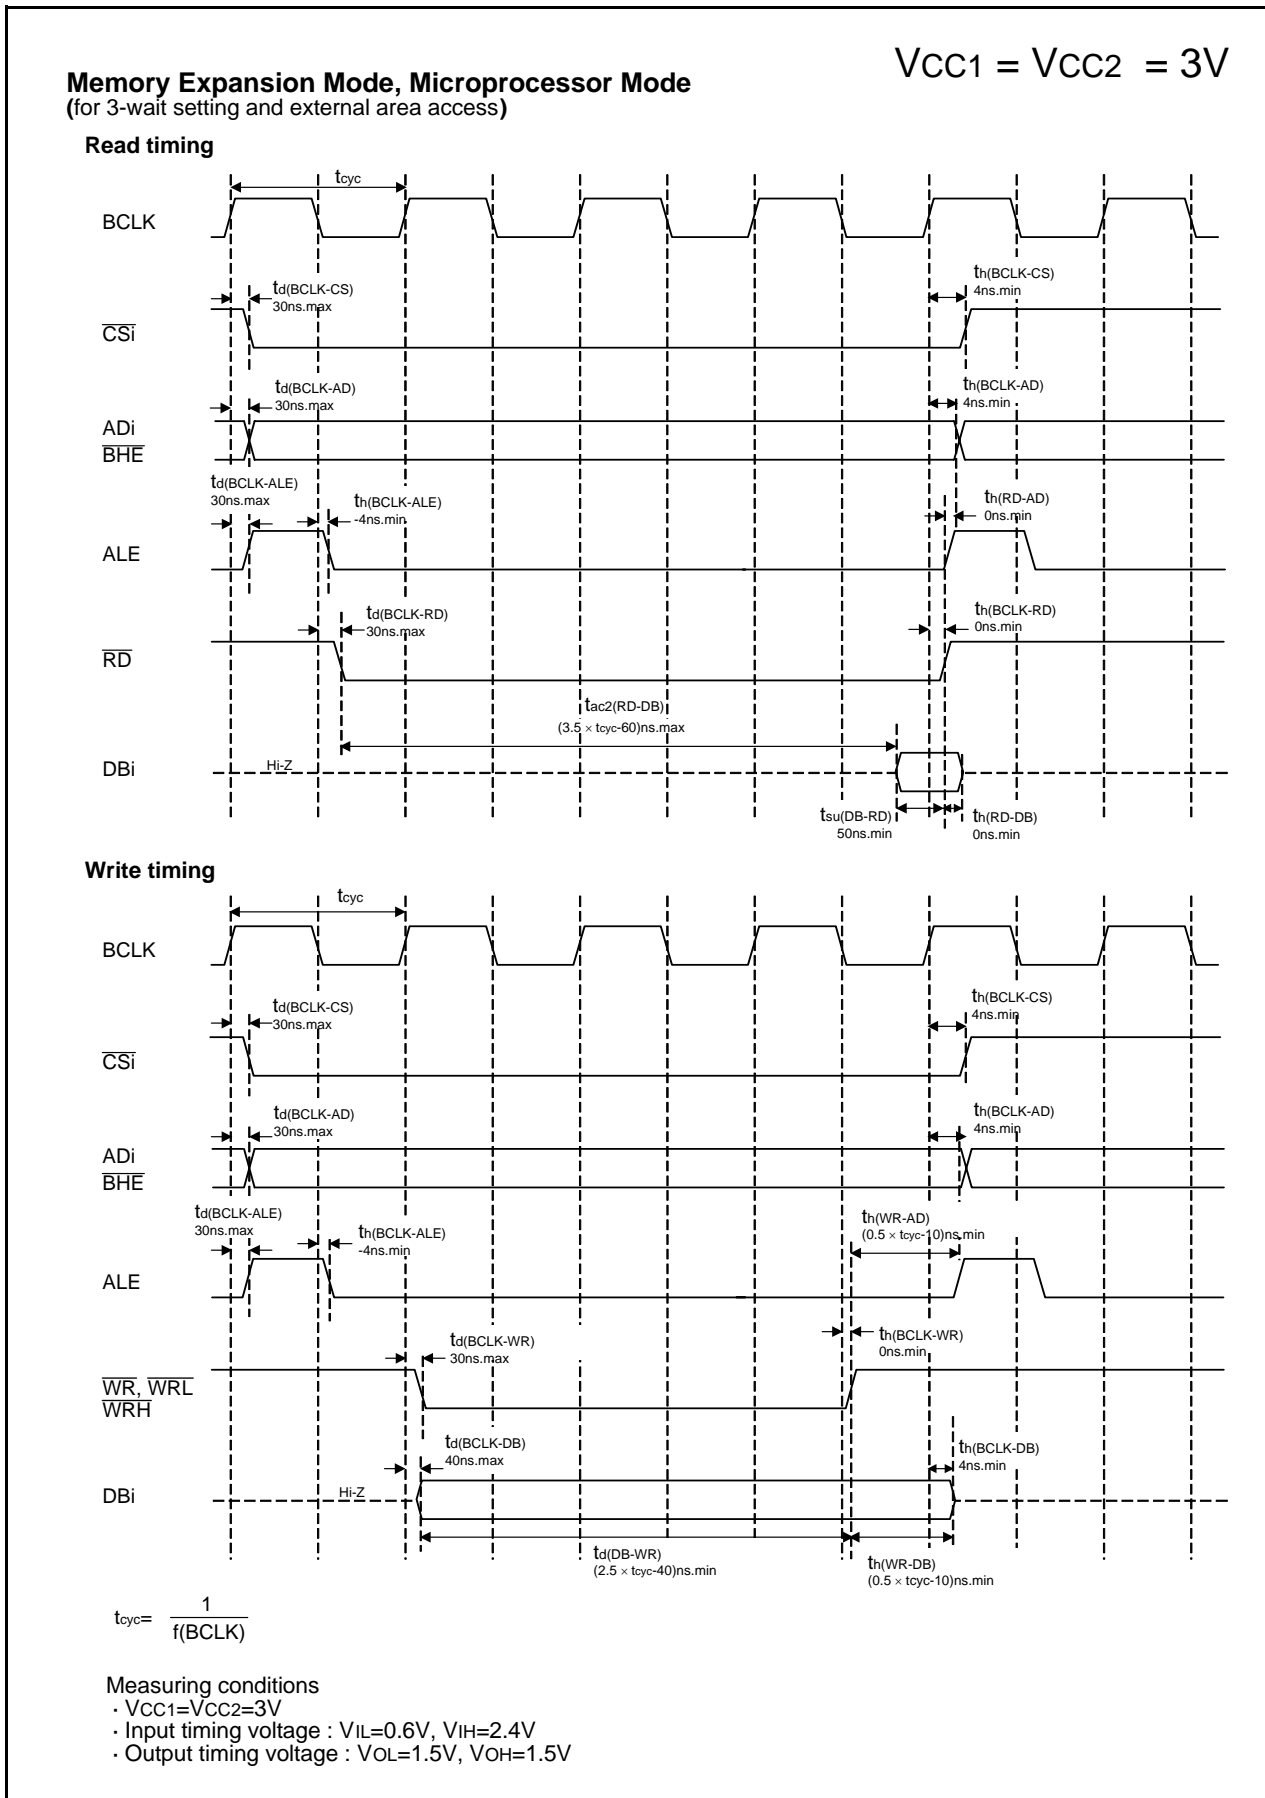 VCC1 = VCC2 = 3V
Memory Expansion Mode, Microprocessor Mode
(for 3-wait setting and external area access)
Read timing
tcyc
BCLK
td(BCLK-CS)
30ns.max
th(BCLK-CS)
4ns.min
CSi
td(BCLK-AD)
30ns.max
th(BCLK-AD)
4ns.min
ADi
BHE
td(BCLK-ALE)
30ns.max
th(BCLK-ALE)
-4ns.min
th(RD-AD)
0ns.min
ALE
td(BCLK-RD)
30ns.max
th(BCLK-RD)
0ns.min
RD
tac2(RD-DB)
(3.5 × tcyc-60)ns.max
DBi
Hi-Z
tsu(DB-RD)
50ns.min
th(RD-DB)
0ns.min
Write timing
tcyc
BCLK
td(BCLK-CS)
30ns.max
th(BCLK-CS)
4ns.min
CSi
td(BCLK-AD)
30ns.max
th(BCLK-AD)
4ns.min
ADi
BHE
td(BCLK-ALE)
30ns.max
th(BCLK-ALE)
-4ns.min
th(WR-AD)
(0.5 × tcyc-10)ns.min
ALE
td(BCLK-WR)
30ns.max
th(BCLK-WR)
0ns.min
WR, WRL
WRH
td(BCLK-DB)
40ns.max
th(BCLK-DB)
4ns.min
DBi
Hi-Z
td(DB-WR)
(2.5 × tcyc-40)ns.min
th(WR-DB)
(0.5 × tcyc-10)ns.min
tcyc= 1
f(BCLK)
Measuring conditions
· VCC1=VCC2=3V
· Input timing voltage : VIL=0.6V, VIH=2.4V
· Output timing voltage : VOL=1.5V, VOH=1.5V